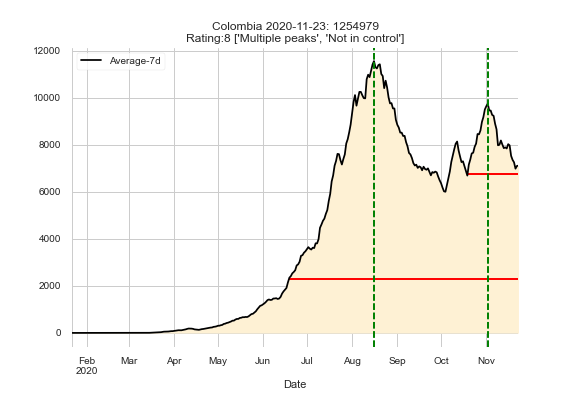 Colombia 2020-11-23: 1254979
Rating:8 ['Multiple peaks', 'Not in control']
Average-7d
12000
10000
8000
6000
4000
2000
0
Feb Mar Apr May Jun Jul Aug Sep Oct Nov
2020
Date